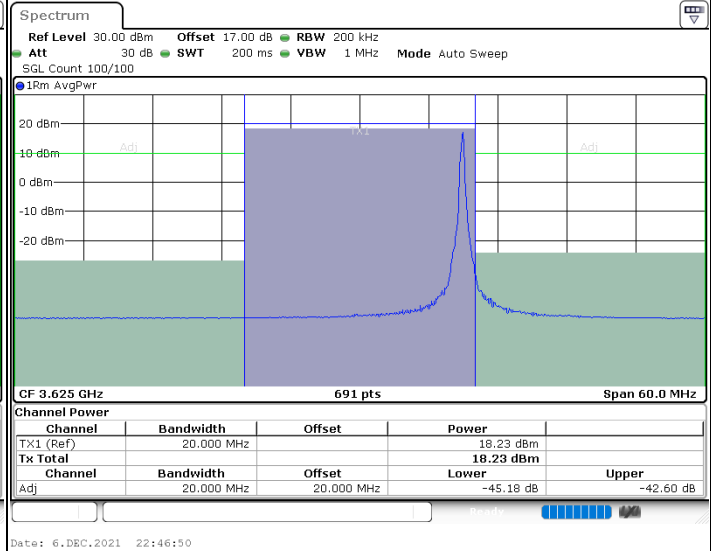 Spectrum
Ref Level 30.00 dBm Offset 17.00 dB RBW 200 kHz
Att 30 dB SWT 200 ms VBW 1 MHz Mode Auto Sweep
SGL Count 100/100
1Rm AvgPwr
20 dBm
TX1
Adj
Adj
10 dBm
0 dBm
-10 dBm
-20 dBm
CF 3.625 GHz 691 pts Span 60.0 MHz
Channel Power
Channel Bandwidth Offset Power
TX1 (Ref) 20.000 MHz 18.23 dBm
Tx Total 18.23 dBm
Channel Bandwidth Offset Lower Upper
Adj 20.000 MHz 20.000 MHz -45.18 dB -42.60 dB
Ready
Date: 6.DEC.2021 22:46:50